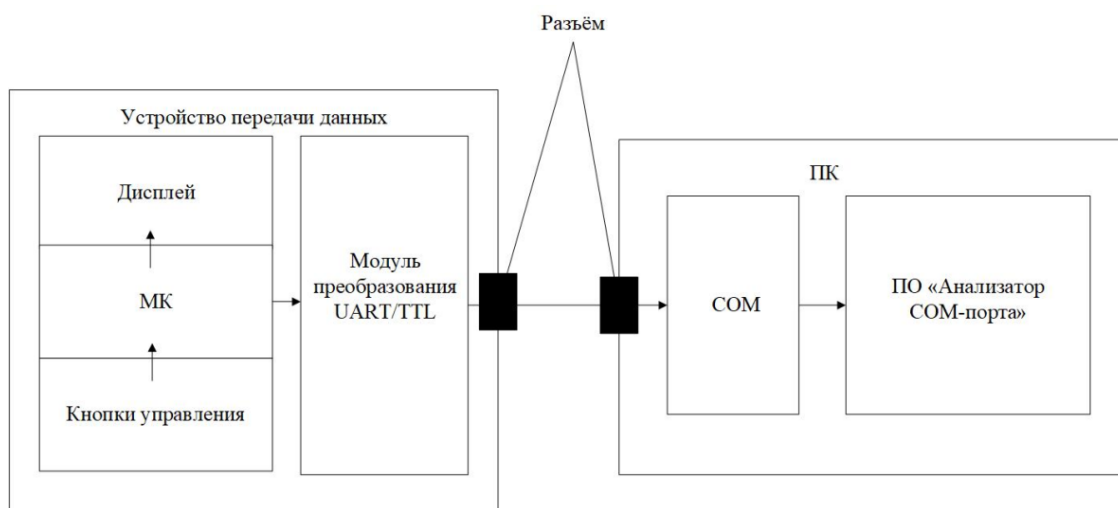 Разъём
Устройство передачи данных
Дисплей
МК
Кнопки управления
Модуль
преобразования
UART/TTL
ПК
COM
ПО «Анализатор
COM-порта»